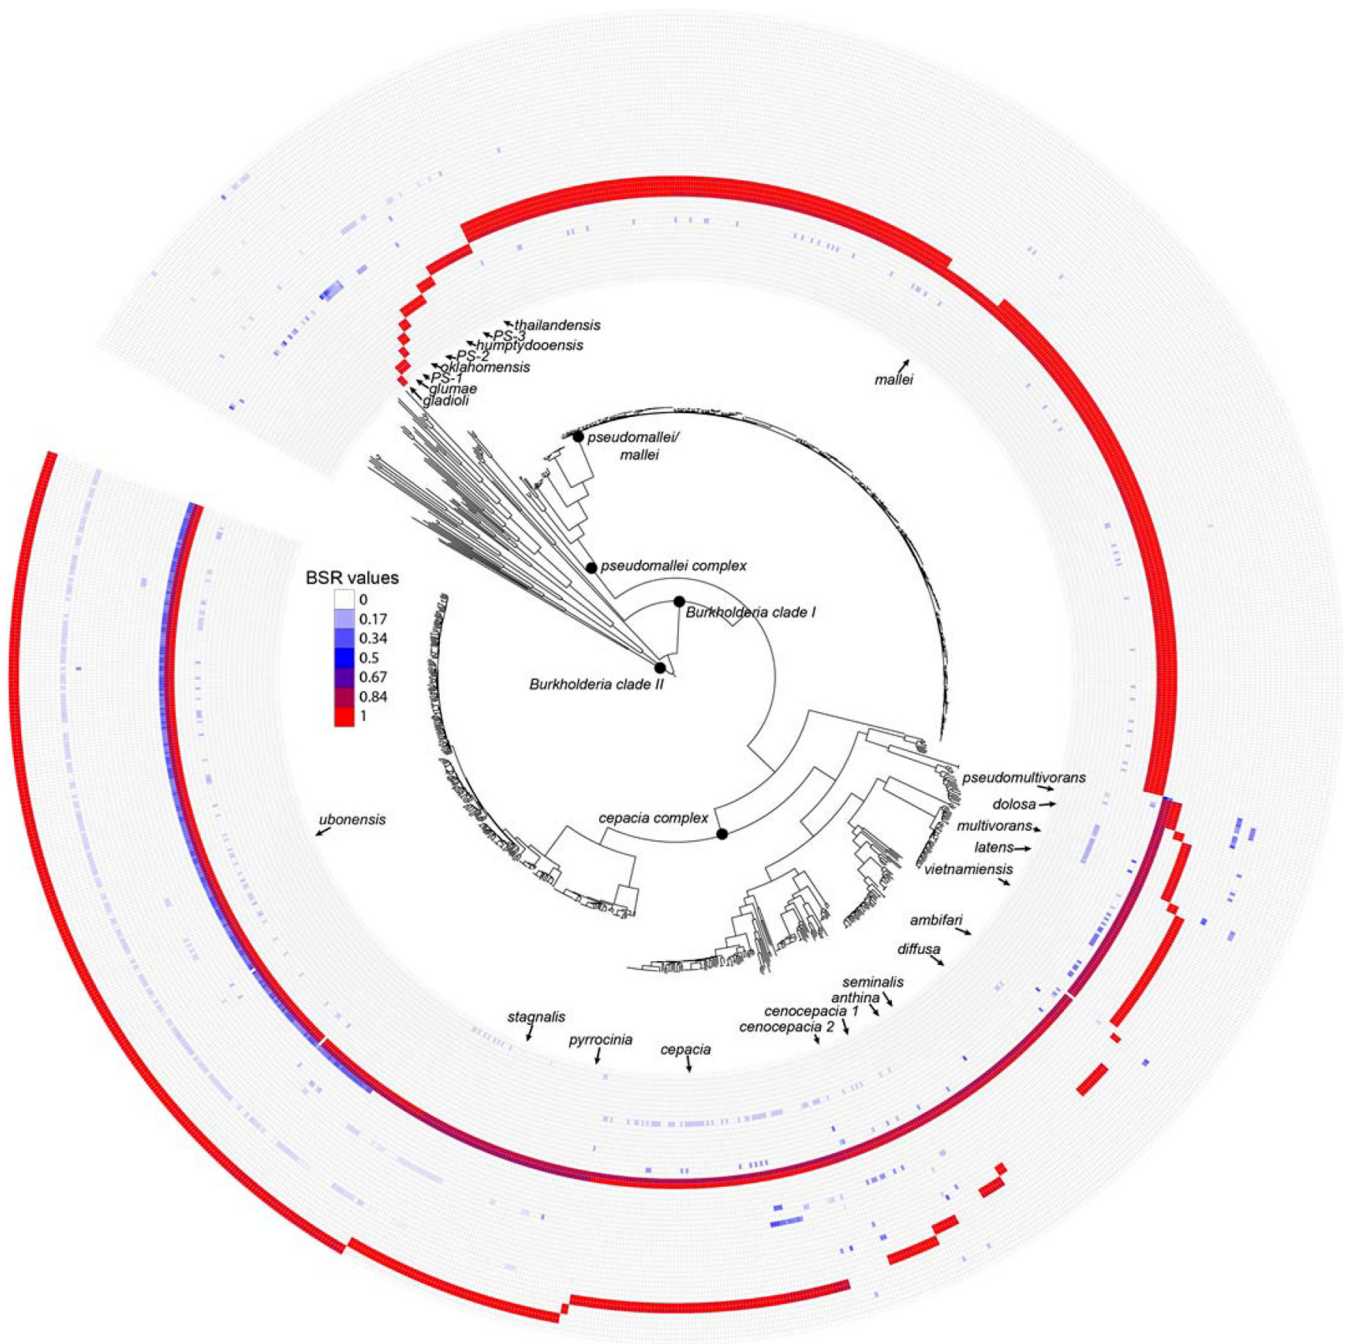 thailandensis
PS-3
humptydooensis
PS-2
oklahomensis
PS-1
glumae
gladioli
mallei
pseudomallei/
mallei
pseudomallei complex
BSR values
0
0.17
0.34
0.5
0.67
0.84
1
Burkholderia clade I
Burkholderia clade II
pseudomultivorans
dolosa
cepacia complex
ubonensis
multivorans
latens
vietnamiensis
ambifari
diffusa
seminalis
anthina
cenocepacia 1
cenocepacia 2
stagnalis
pyrrocinia
cepacia